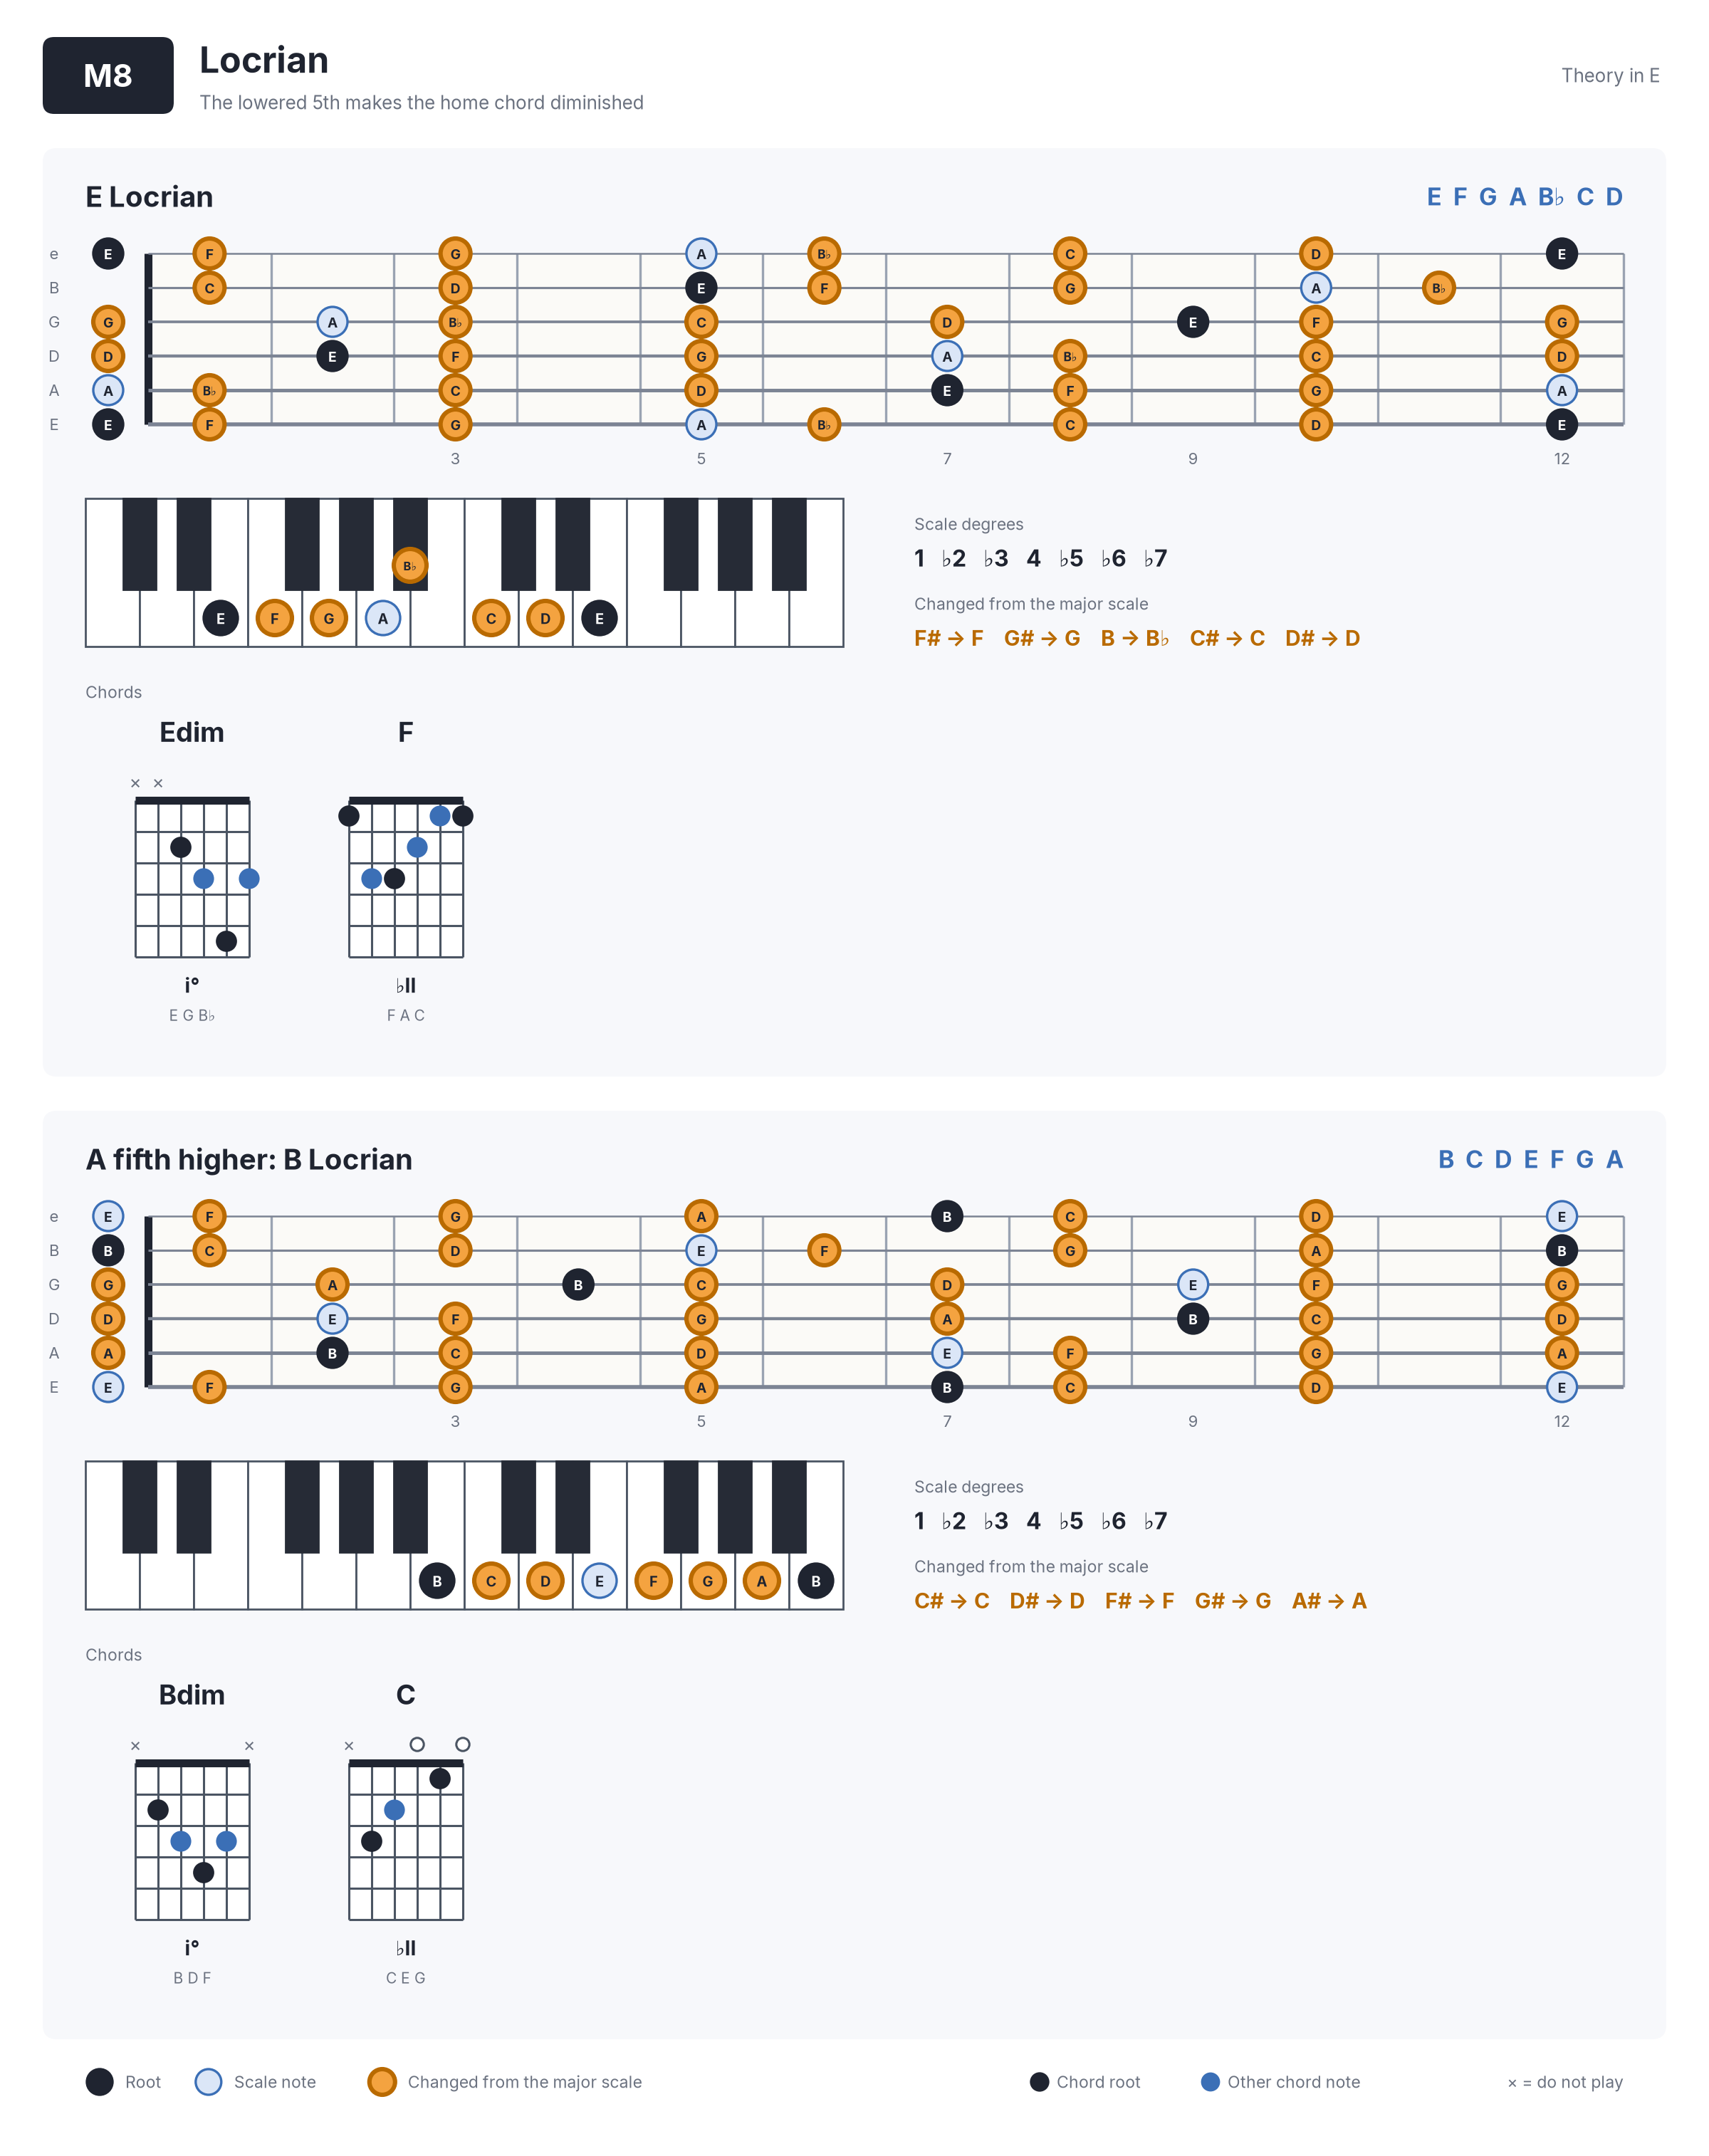 M8
Locrian
The lowered 5th makes the home chord diminished
Theory in E
E Locrian
E F G A B♭ C D
e E F G A B♭ C D E
B C D E F G A B♭
G G A B♭ C D E F G
D D E F G A B♭ C D
A A B♭ C D E F G A
E E F G A B♭ C D E
3 5 7 9 12
B♭
E F G A C D E
Scale degrees
1 ♭2 ♭3 4 ♭5 ♭6 ♭7
Changed from the major scale
F# → F G# → G B → B♭ C# → C D# → D
Chords
Edim F
× ×
i° ♭II
E G B♭ F A C
A fifth higher: B Locrian
B C D E F G A
e E F G A B C D E
B B C D E F G A B
G G A B C D E F G
D D E F G A B C D
A A B C D E F G A
E E F G A B C D E
3 5 7 9 12
B C D E F G A B
Scale degrees
1 ♭2 ♭3 4 ♭5 ♭6 ♭7
Changed from the major scale
C# → C D# → D F# → F G# → G A# → A
Chords
Bdim C
× × ×
i° ♭II
B D F C E G
Root Scale note Changed from the major scale Chord root Other chord note × = do not play